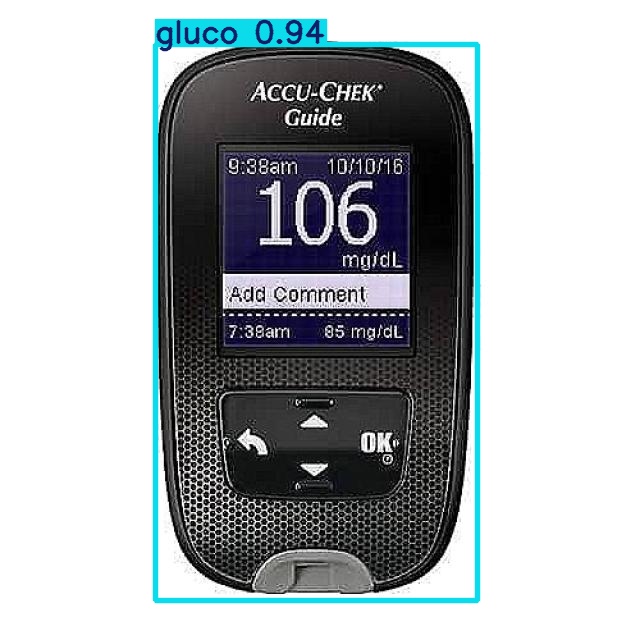 gluco 0.94
ACCU-CHEK
Guide
9:38am 10/10/16
106
mg/dL
Add Comment
7:38am 85 mg/dL
OK